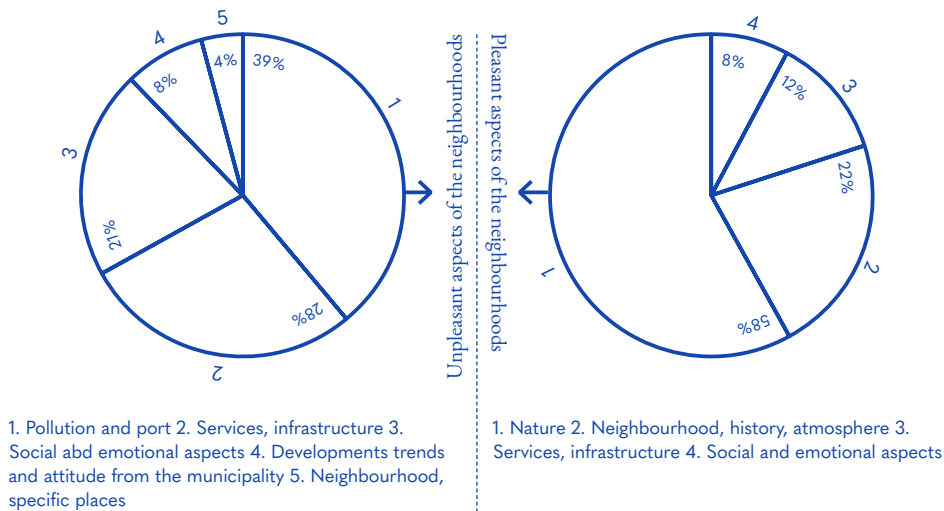 5
4
4% 39%
8%
1
3
21%
28%
2
Unpleasant aspects of the neighbourhoods
Pleasant aspects of the neighbourhoods
4
8%
12%
3
22%
2
58%
1
1. Pollution and port 2. Services, infrastructure 3.
Social abd emotional aspects 4. Developments trends
and attitude from the municipality 5. Neighbourhood,
specific places
1. Nature 2. Neighbourhood, history, atmosphere 3.
Services, infrastructure 4. Social and emotional aspects